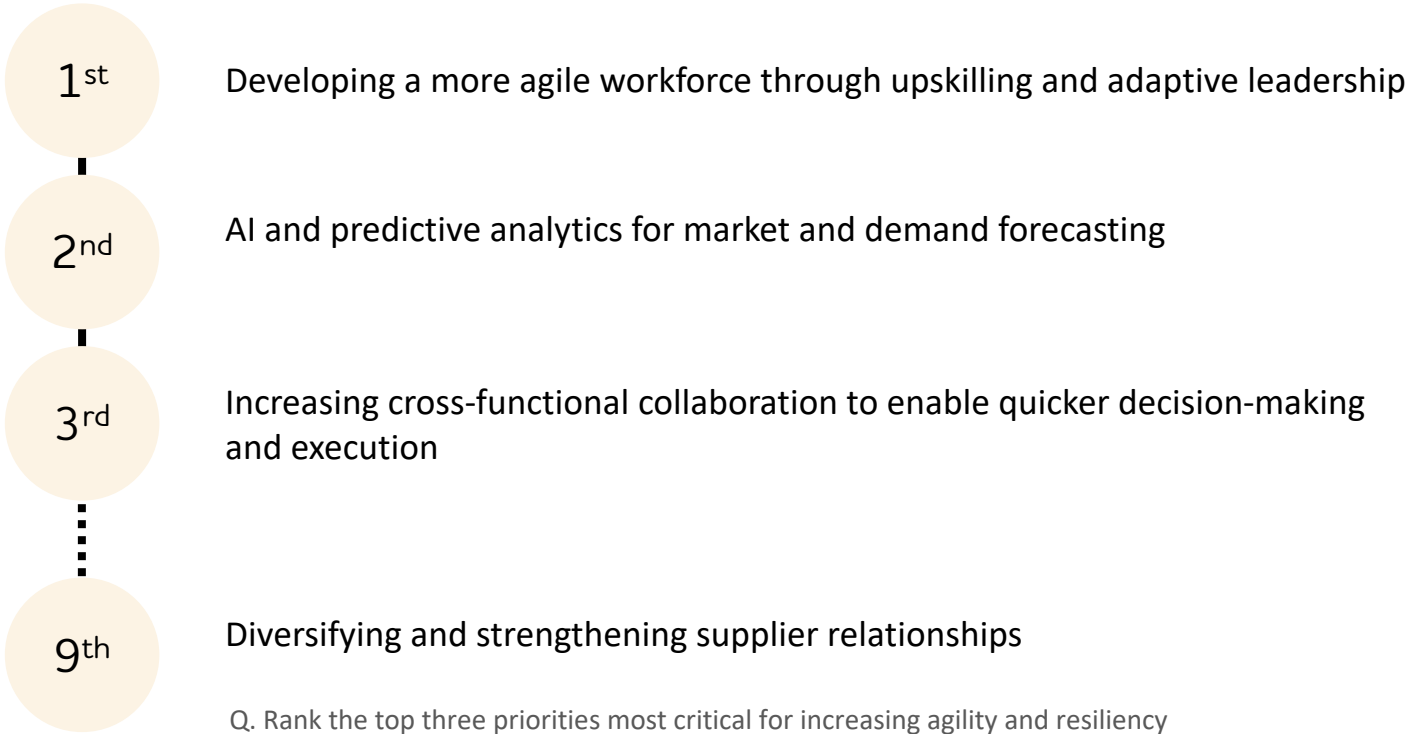 1st
Developing a more agile workforce through upskilling and adaptive leadership
2nd
AI and predictive analytics for market and demand forecasting
3rd
Increasing cross-functional collaboration to enable quicker decision-making
and execution
9th
Diversifying and strengthening supplier relationships
Q. Rank the top three priorities most critical for increasing agility and resiliency